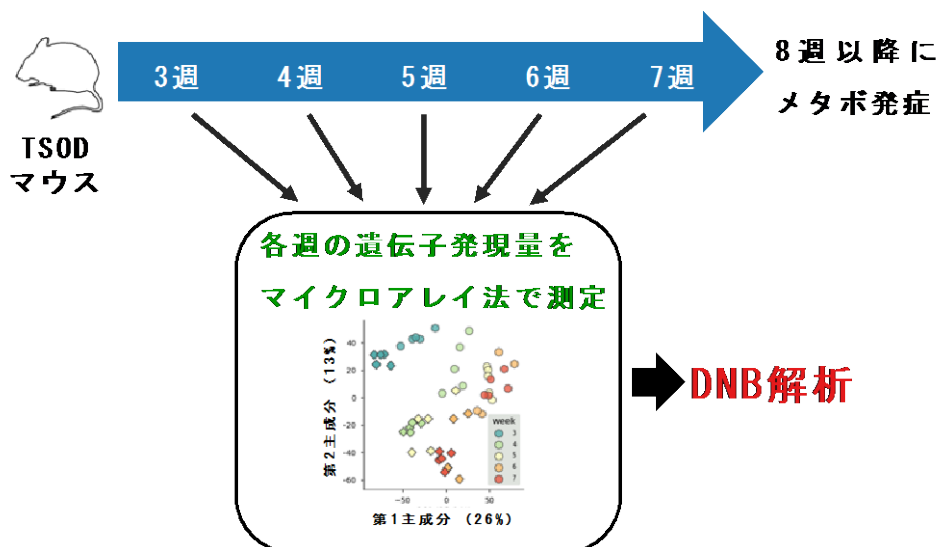 3週 4週 5週 6週 7週
8週以降に
メタボ発症
TSOD
マウス
各週の遺伝子発現量を
マイクロアレイ法で測定
第2主成分 (13%)
40
20
0
-20
-40
-60
-50 0 50
week
3
4
5
6
7
第1主成分 (26%)
DNB解析